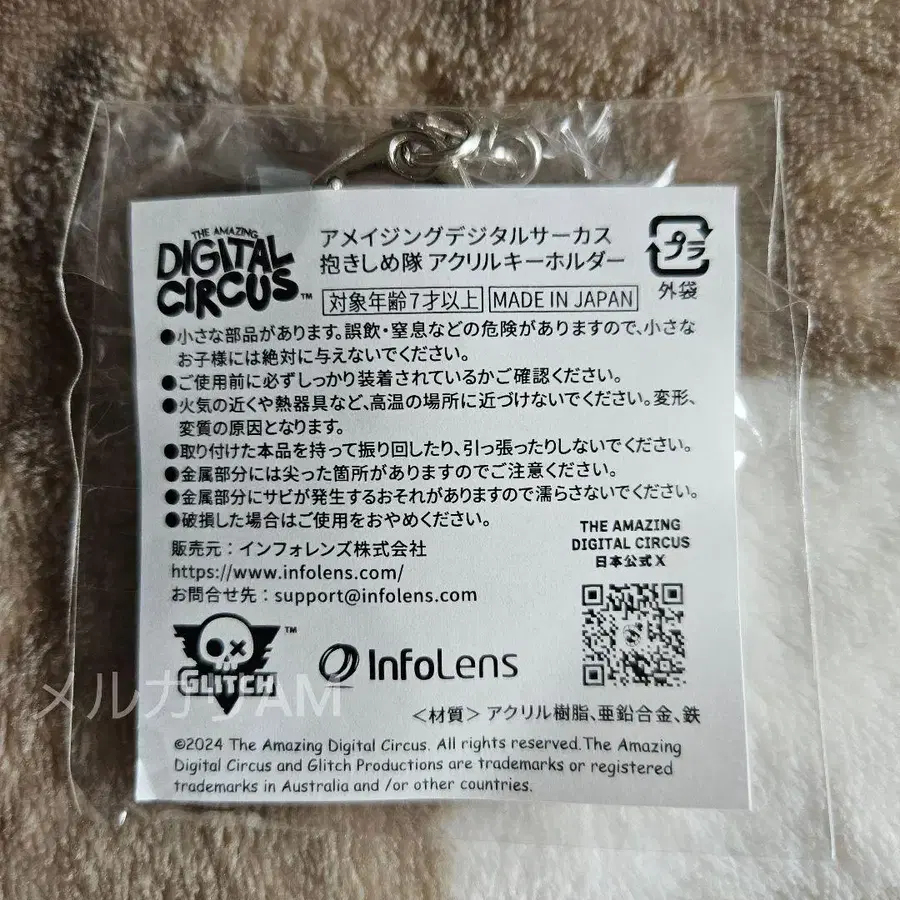 THE AMAZING
DIGITAL
CIRCUS™
アメイジングデジタルサーカス
抱きしめ隊 アクリルキーホルダー
対象年齢7才以上 MADE IN JAPAN
プラ
外袋
●小さな部品があります。誤飲・窒息などの危険がありますので、小さな
お子様には絶対に与えないでください。
●ご使用前に必ずしっかり装着されているかご確認ください。
●火気の近くや熱器具など、高温の場所に近づけないでください。変形、
変質の原因となります。
●取り付けた本品を持って振り回したり、引っ張ったりしないでください。
●金属部分には尖った箇所がありますのでご注意ください。
●金属部分にサビが発生するおそれがありますので濡らさないでください。
●破損した場合はご使用をおやめください。
販売元：インフォレンズ株式会社
https://www.infolens.com/
お問合せ先：support@infolens.com
THE AMAZING
DIGITAL CIRCUS
日本公式X
GLITCH™
InfoLens
メルカリAM
＜材質＞アクリル樹脂、亜鉛合金、鉄
©2024 The Amazing Digital Circus. All rights reserved.The Amazing
Digital Circus and Glitch Productions are trademarks or registered
trademarks in Australia and /or other countries.